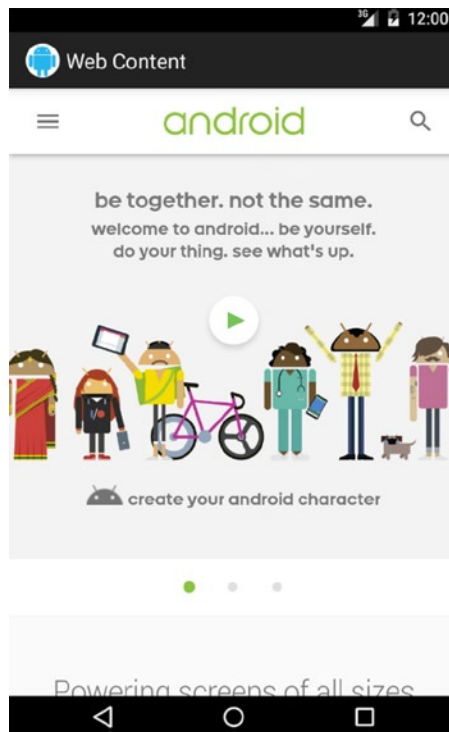 3G 12:00
Web Content
android
be together. not the same.
welcome to android... be yourself.
do your thing. see what's up.
create your android character
Powering screens of all sizes